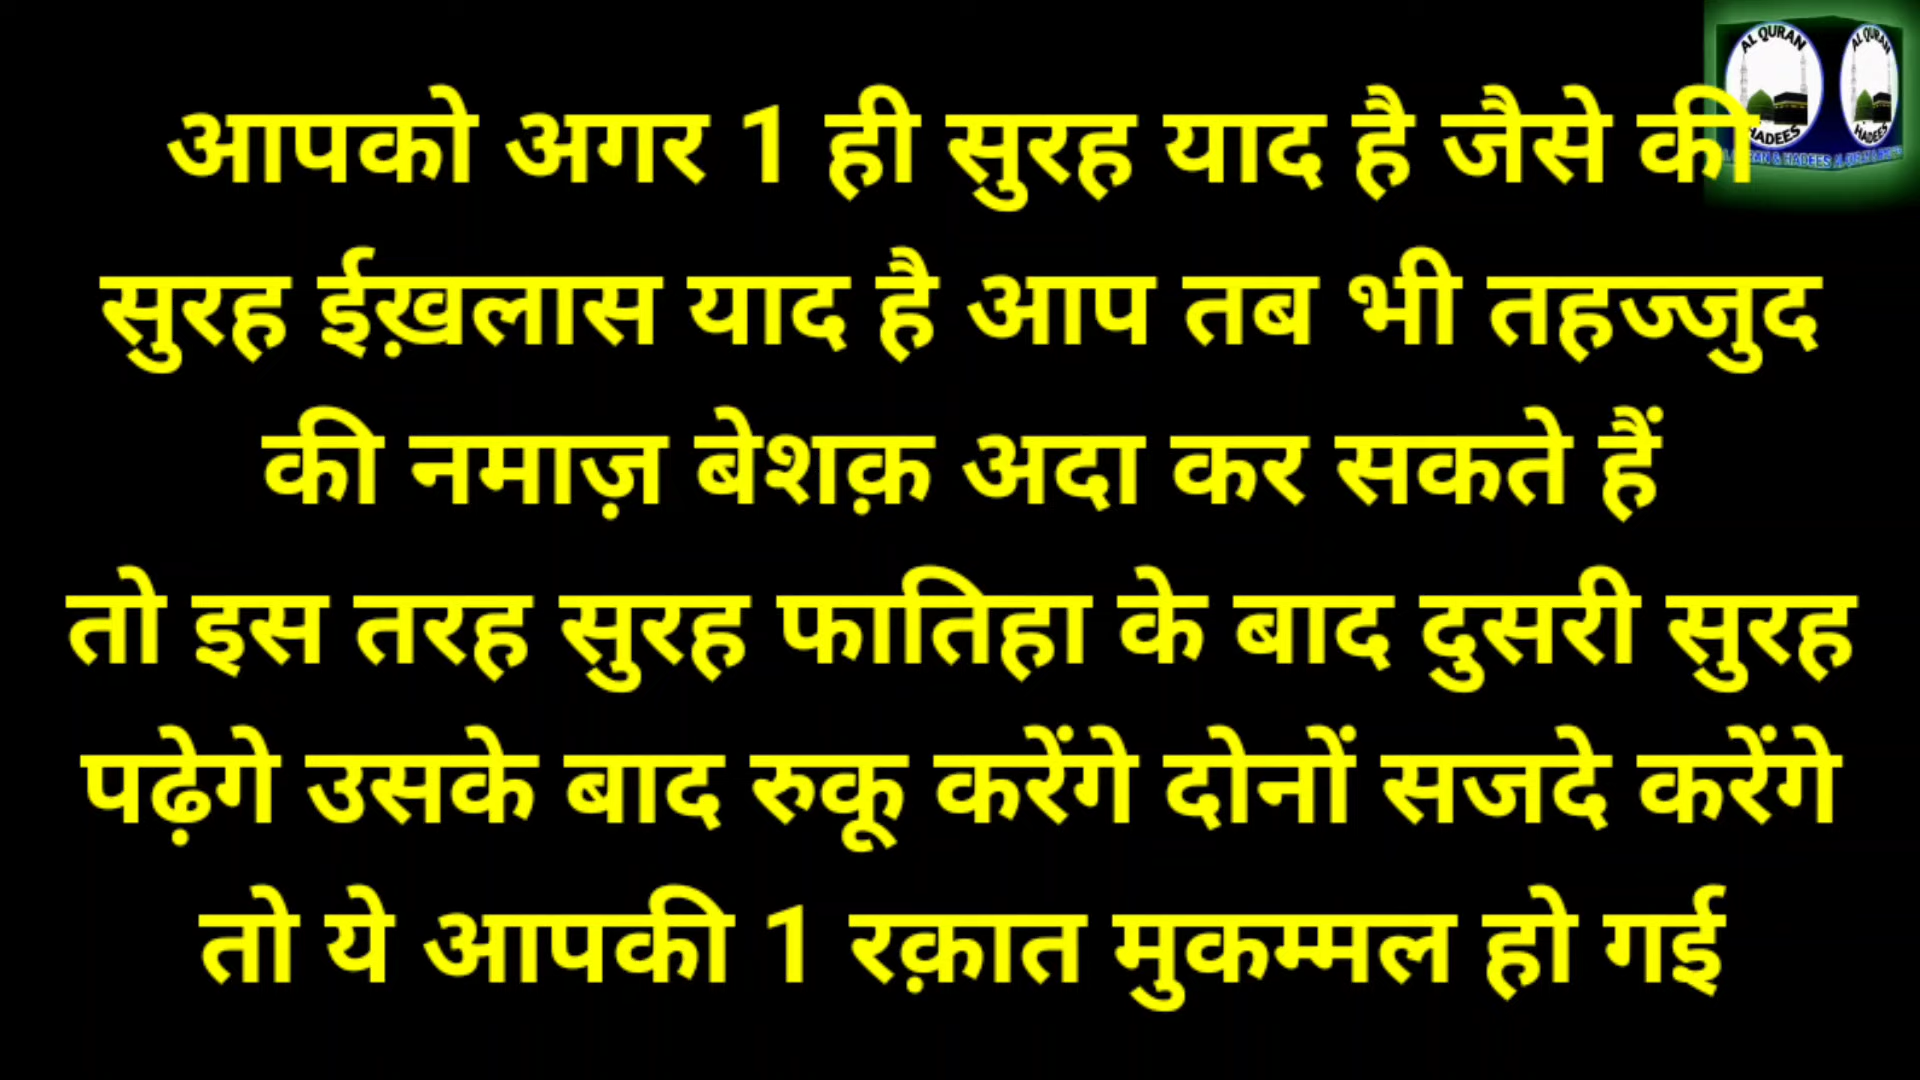 AL QURAN
AL QURAN
HADEES
HADEES
आपको अगर 1 ही सुरह याद है जैसे की
सुरह ईख़लास याद है आप तब भी तहज्जुद
की नमाज़ बेशक़ अदा कर सकते हैं
तो इस तरह सुरह फातिहा के बाद दुसरी सुरह
पढ़ेगे उसके बाद रुकू करेंगे दोनों सजदे करेंगे
तो ये आपकी 1 रक़ात मुकम्मल हो गई